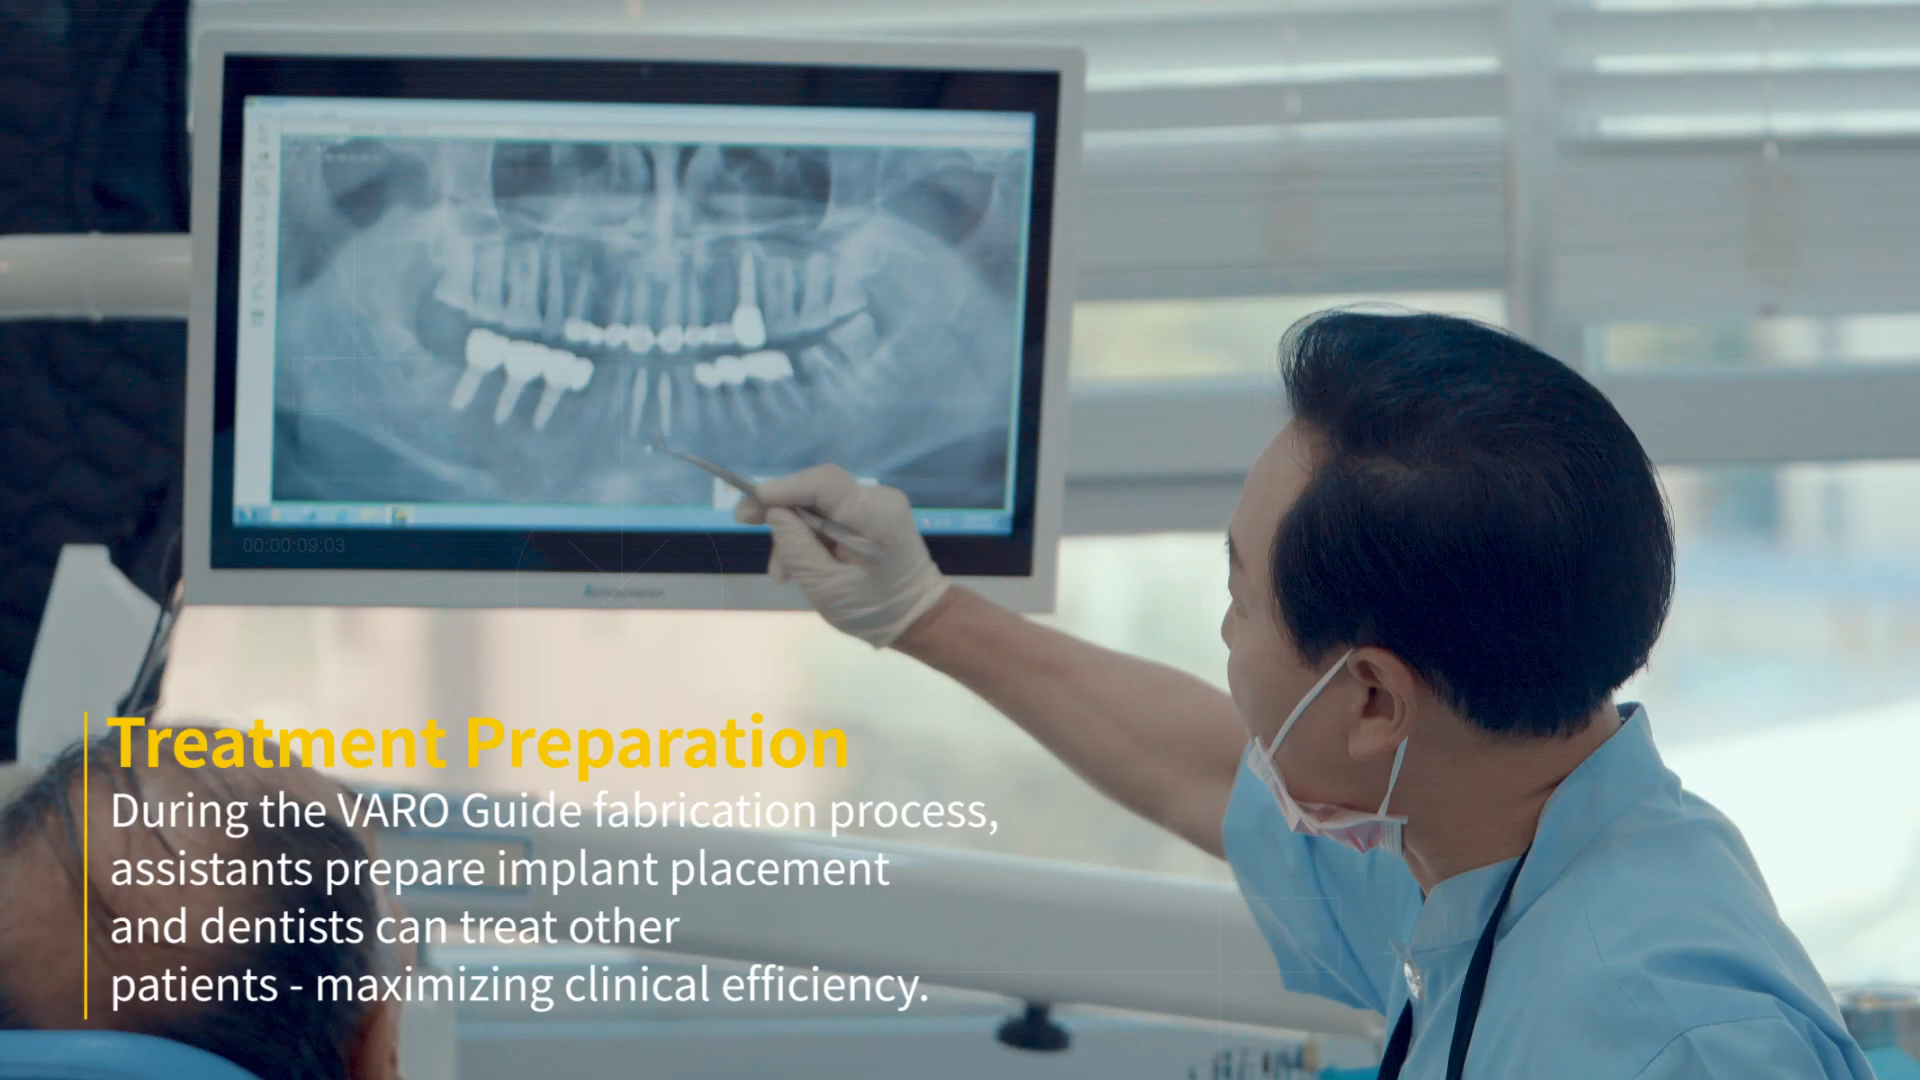 00:00:09:03
Treatment Preparation
During the VARO Guide fabrication process,
assistants prepare implant placement
and dentists can treat other
patients - maximizing clinical efficiency.